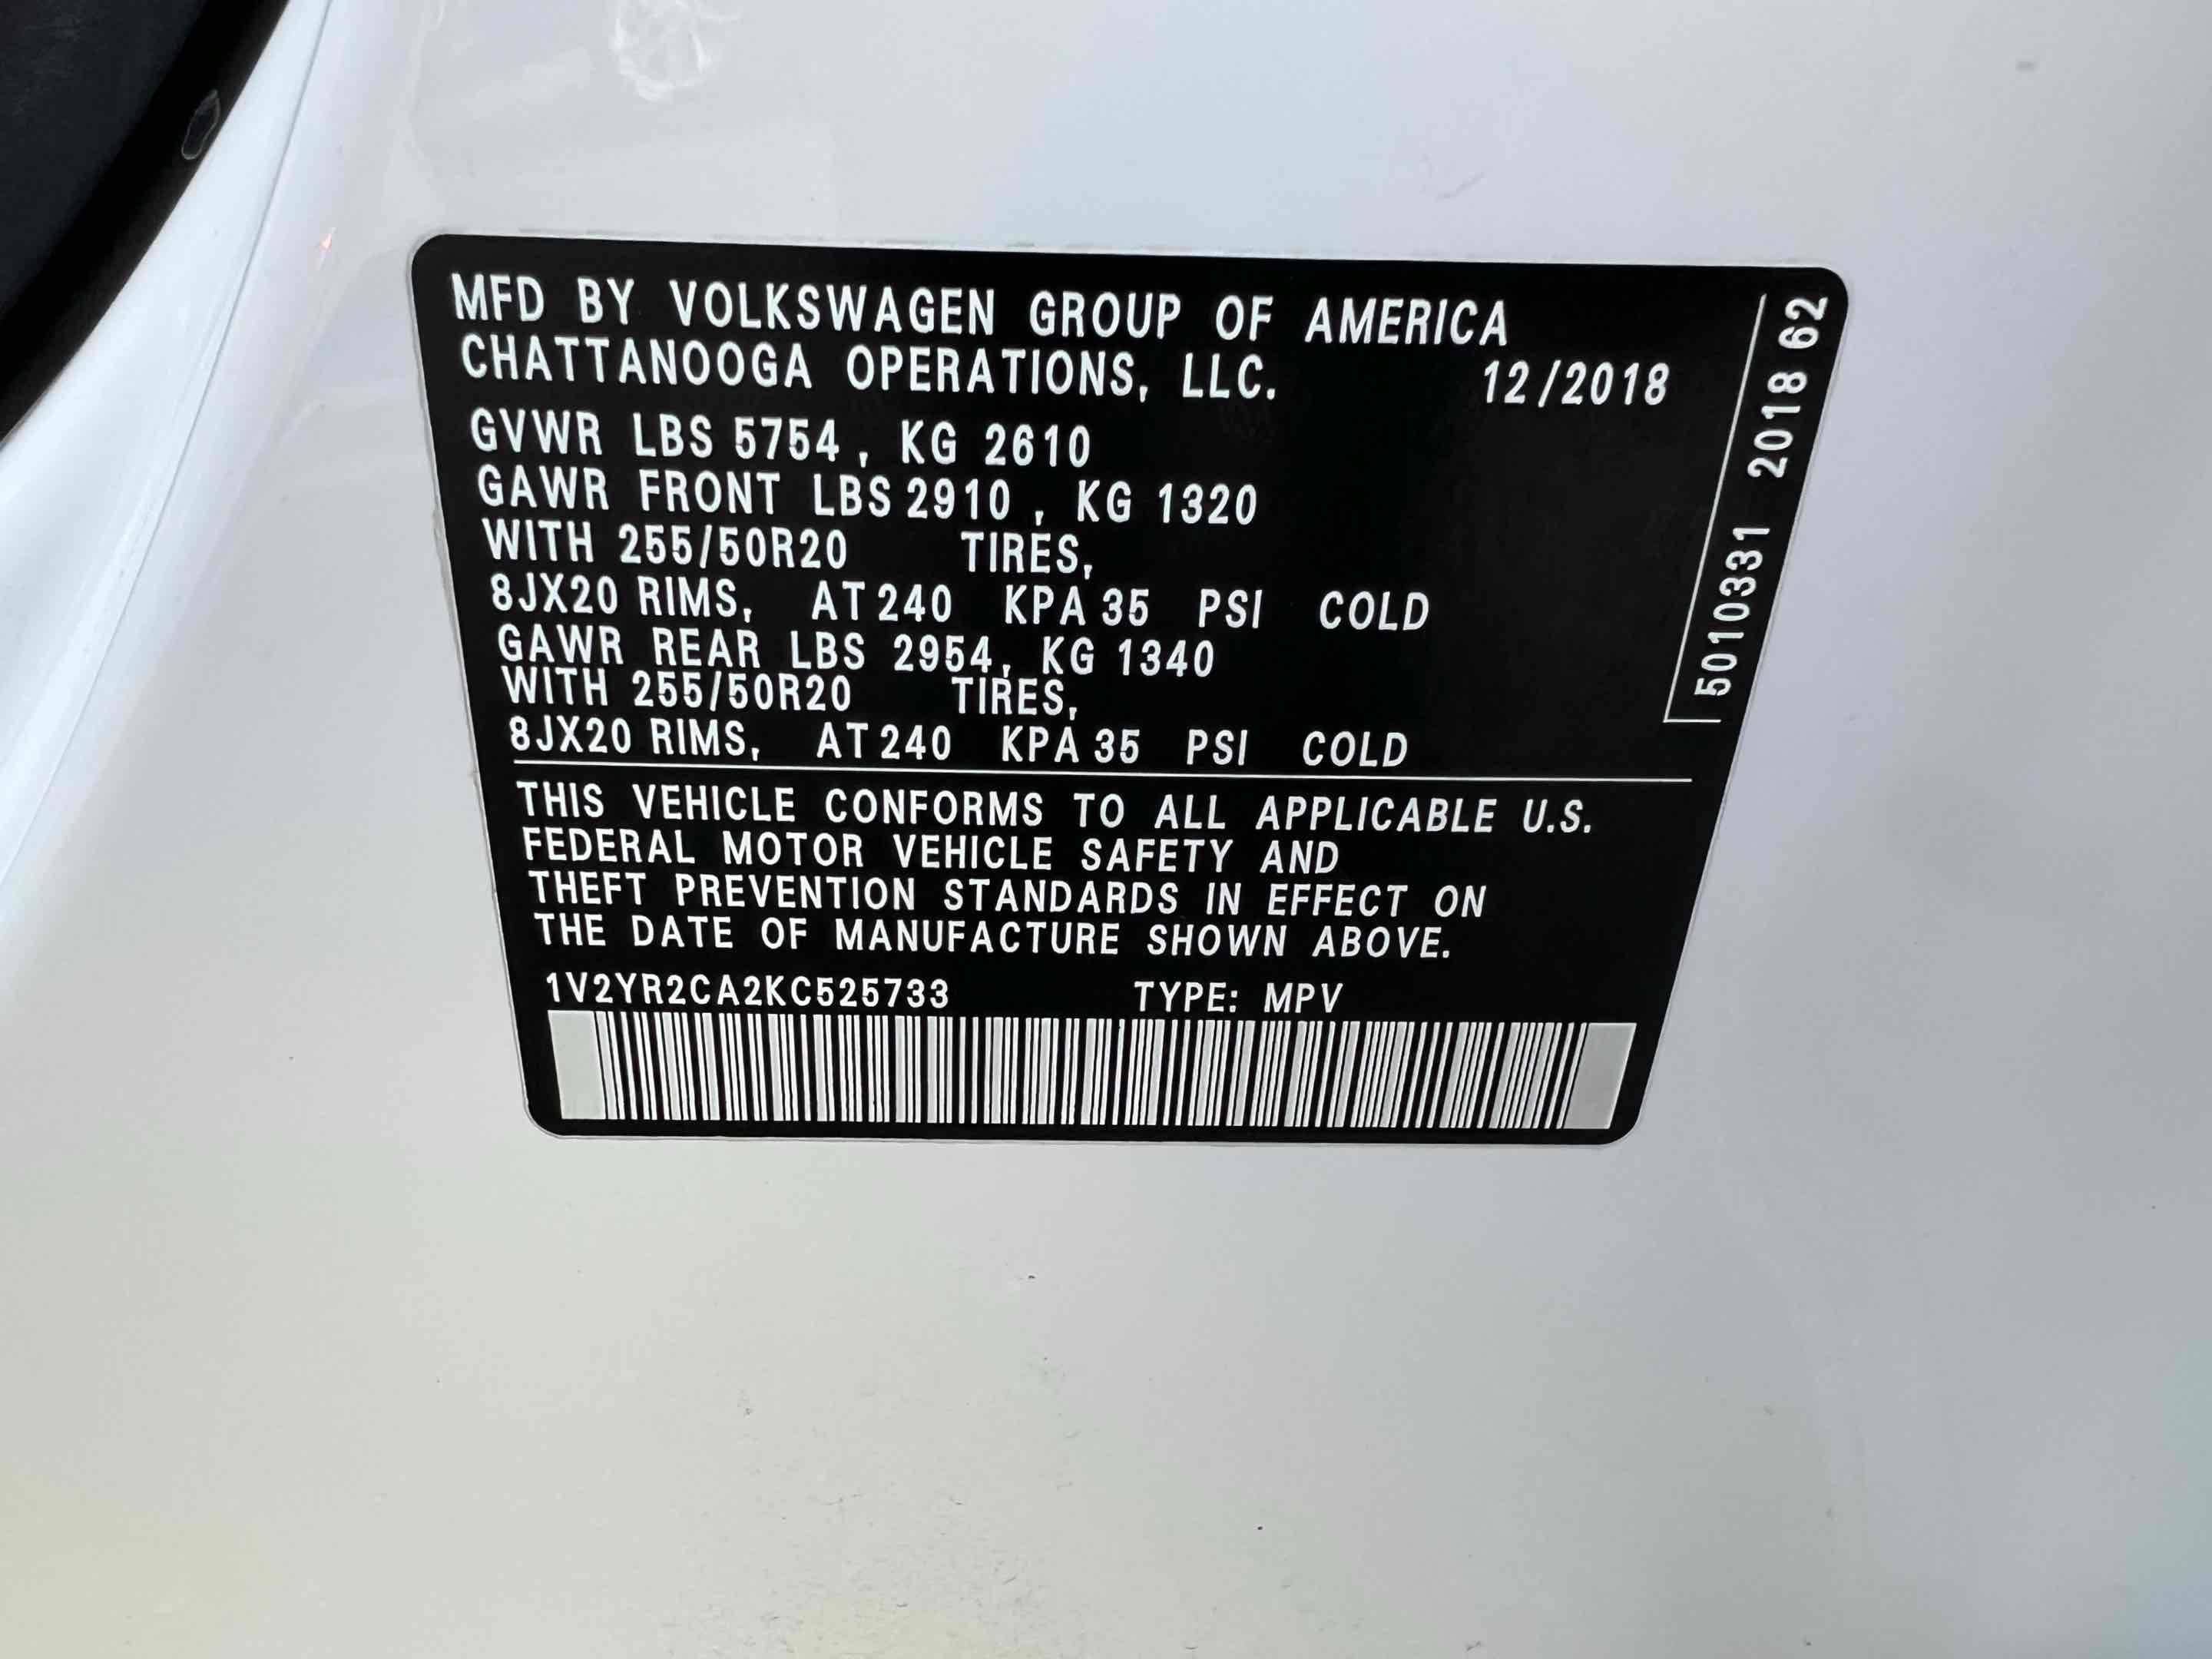 MFD BY VOLKSWAGEN GROUP OF AMERICA
CHATTANOOGA OPERATIONS, LLC. 12/2018
GVWR LBS 5754, KG 2610
GAWR FRONT LBS 2910, KG 1320
WITH 255/50R20 TIRES,
8JX20 RIMS, AT 240 KPA 35 PSI COLD
GAWR REAR LBS 2954, KG 1340
WITH 255/50R20 TIRES,
8JX20 RIMS, AT 240 KPA 35 PSI COLD
THIS VEHICLE CONFORMS TO ALL APPLICABLE U.S.
FEDERAL MOTOR VEHICLE SAFETY AND
THEFT PREVENTION STANDARDS IN EFFECT ON
THE DATE OF MANUFACTURE SHOWN ABOVE.
1V2YR2CA2KC525733 TYPE: MPV
5010331 2018 62